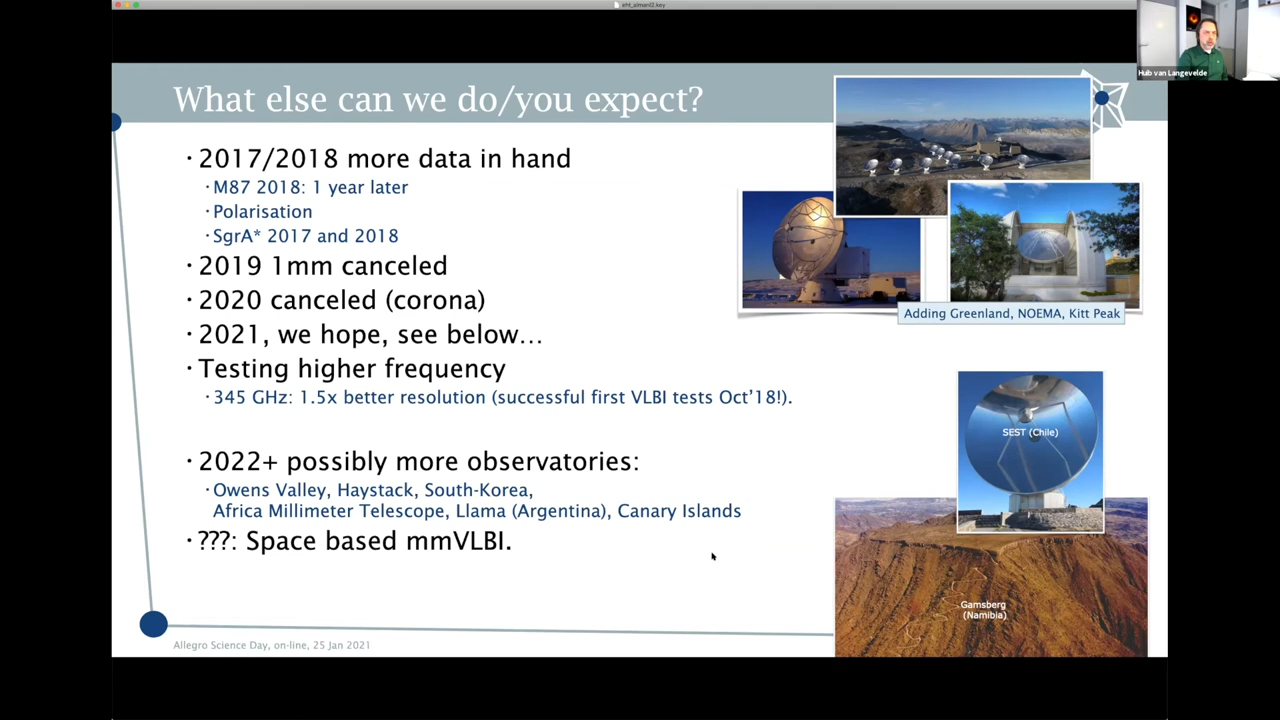 eht_alman12.key
Huib van Langevelde
What else can we do/you expect?
· 2017/2018 more data in hand
· M87 2018: 1 year later
· Polarisation
· SgrA* 2017 and 2018
· 2019 1mm canceled
· 2020 canceled (corona)
· 2021, we hope, see below…
· Testing higher frequency
· 345 GHz: 1.5x better resolution (successful first VLBI tests Oct’18!).
· 2022+ possibly more observatories:
· Owens Valley, Haystack, South-Korea,
Africa Millimeter Telescope, Llama (Argentina), Canary Islands
· ???: Space based mmVLBI.
Adding Greenland, NOEMA, Kitt Peak
SEST (Chile)
Gamsberg
(Namibia)
Allegro Science Day, on-line, 25 Jan 2021